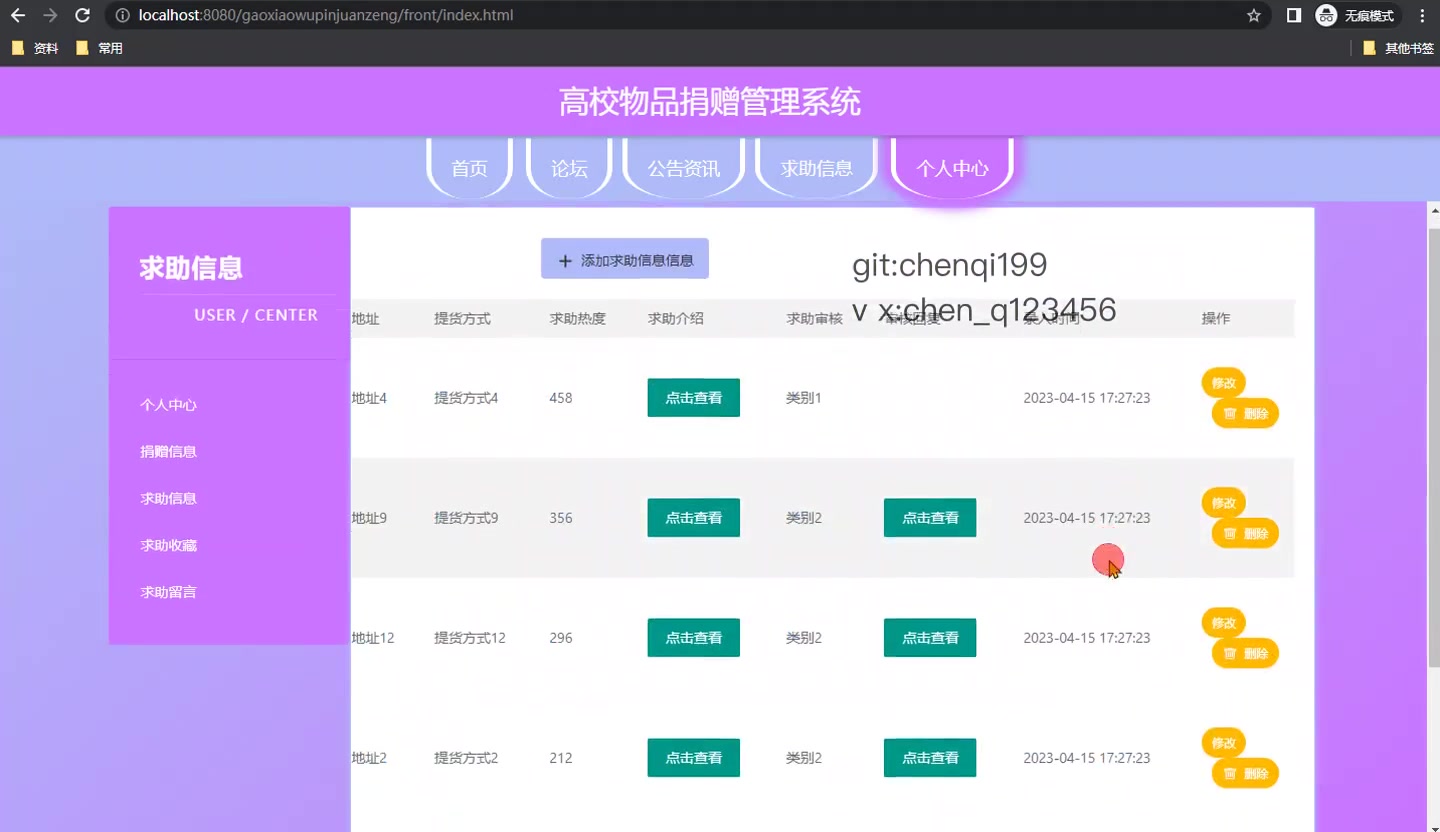 localhost:8080/gaoxiaowupinjuanzeng/front/index.html
无痕模式
资料 常用 其他书签
高校物品捐赠管理系统
首页 论坛 公告资讯 求助信息 个人中心
求助信息
USER / CENTER
个人中心
捐赠信息
求助信息
求助收藏
求助留言
+ 添加求助信息信息
git:chenqi199
v x:chen_q123456
地址 提货方式 求助热度 求助介绍 求助审核 审核回复 录入时间 操作
地址4 提货方式4 458 点击查看 类别1 2023-04-15 17:27:23 修改 删除
地址9 提货方式9 356 点击查看 类别2 点击查看 2023-04-15 17:27:23 修改 删除
地址12 提货方式12 296 点击查看 类别2 点击查看 2023-04-15 17:27:23 修改 删除
地址2 提货方式2 212 点击查看 类别2 点击查看 2023-04-15 17:27:23 修改 删除